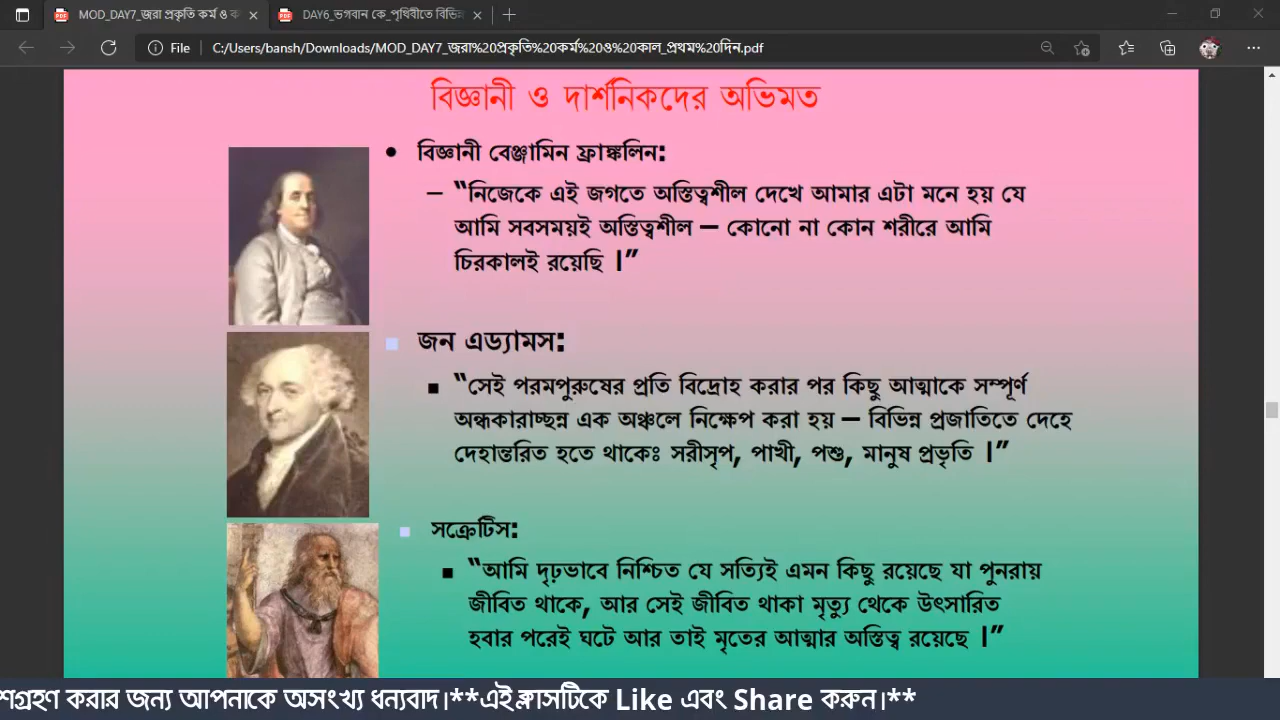 MOD_DAY7_জরা প্রকৃতি কর্ম ও ক
DAY6_ভগবান কে_পৃথিবীতে বিভিন্ন
File C:/Users/bansh/Downloads/MOD_DAY7_জরা%20প্রকৃতি%20কর্ম%20ও%20কাল_প্রথম%20দিন.pdf
বিজ্ঞানী ও দার্শনিকদের অভিমত
• বিজ্ঞানী বেঞ্জামিন ফ্রাঙ্কলিন:
– “নিজেকে এই জগতে অস্তিত্বশীল দেখে আমার এটা মনে হয় যে
আমি সবসময়ই অস্তিত্বশীল – কোনো না কোন শরীরে আমি
চিরকালই রয়েছি ।”
জন এড্যামস:
“সেই পরমপুরুষের প্রতি বিদ্রোহ করার পর কিছু আত্মাকে সম্পূর্ণ
অন্ধকারাচ্ছন্ন এক অঞ্চলে নিক্ষেপ করা হয় – বিভিন্ন প্রজাতিতে দেহে
দেহান্তরিত হতে থাকেঃ সরীসৃপ, পাখী, পশু, মানুষ প্রভৃতি ।”
সক্রেটিস:
“আমি দৃঢ়ভাবে নিশ্চিত যে সত্যিই এমন কিছু রয়েছে যা পুনরায়
জীবিত থাকে, আর সেই জীবিত থাকা মৃত্যু থেকে উৎসারিত
হবার পরেই ঘটে আর তাই মৃতের আত্মার অস্তিত্ব রয়েছে ।”
শগ্রহণ করার জন্য আপনাকে অসংখ্য ধন্যবাদ।**এই ক্লাসটিকে Like এবং Share করুন।**